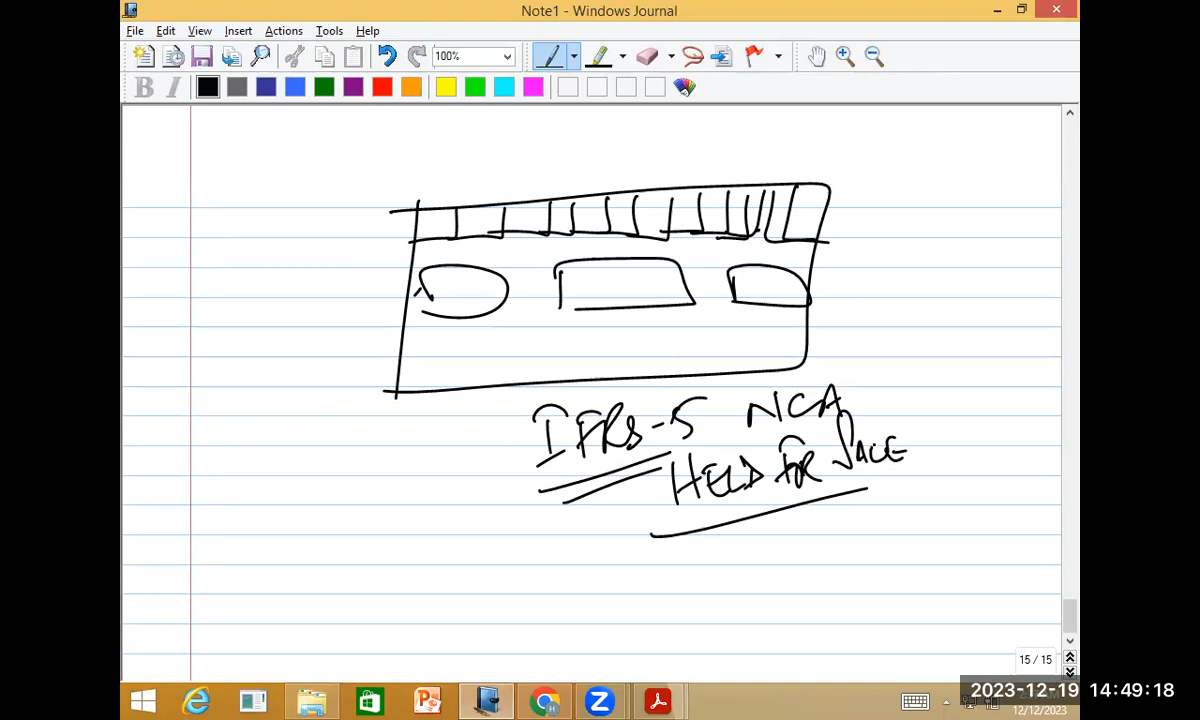 Note1 - Windows Journal
File Edit View Insert Actions Tools Help
100%
B I
IFRS-5 NCA
HELD FOR SALE
15 / 15
2023-12-19 14:49:18
12/12/2023